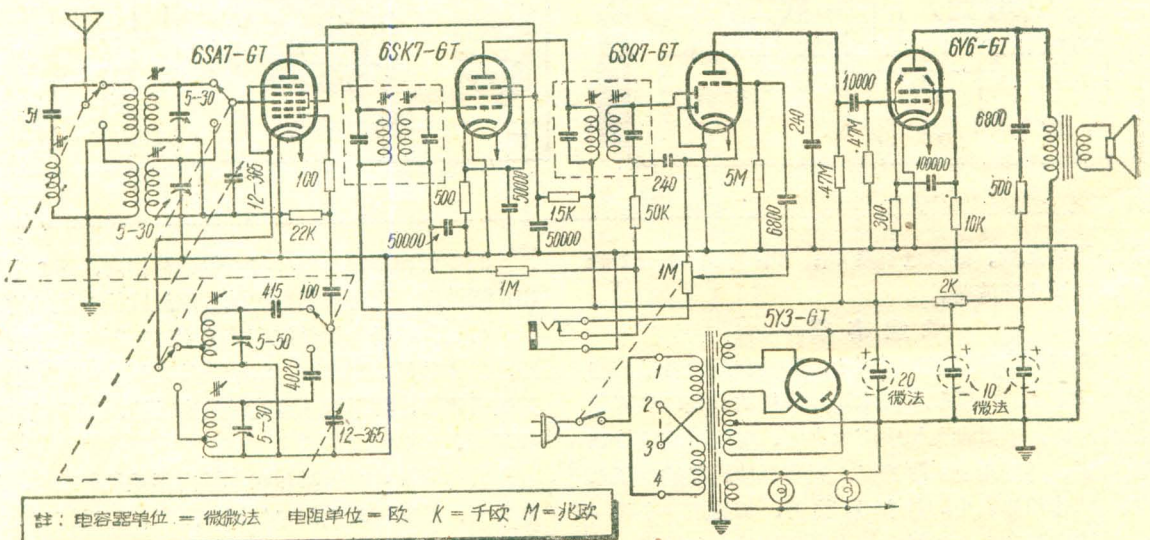 6SA7-GT
6SK7-GT
6SQ7-GT
6V6-GT
51
5-30
5-30
12-365
100
22K
500
50000
50000
1M
15K
50000
240
50K
1M
5M
6800
240
.47M
10000
.47M
300
100000
10K
6800
500
2K
415
100
5-50
4020
5-30
12-365
5Y3-GT
1
2
3
4
+
-
20
微法
+
-
10
微法
+
-
註: 电容器单位 = 微微法 电阻单位 = 欧 K = 千欧 M = 兆欧